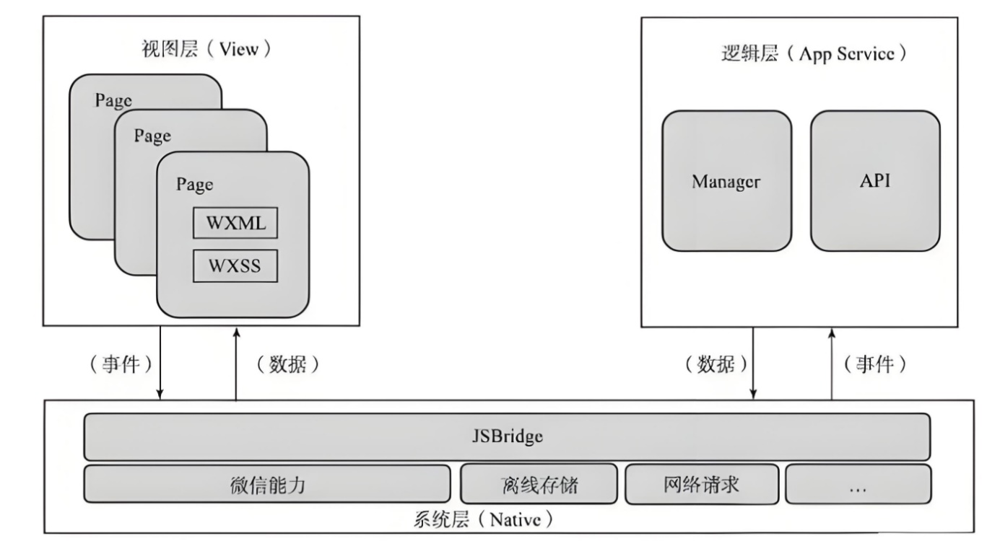 视图层（View）
Page
Page
Page
WXML
WXSS
逻辑层（App Service）
Manager
API
（事件）
（数据）
（数据）
（事件）
JSBridge
微信能力
离线存储
网络请求
…
系统层（Native）